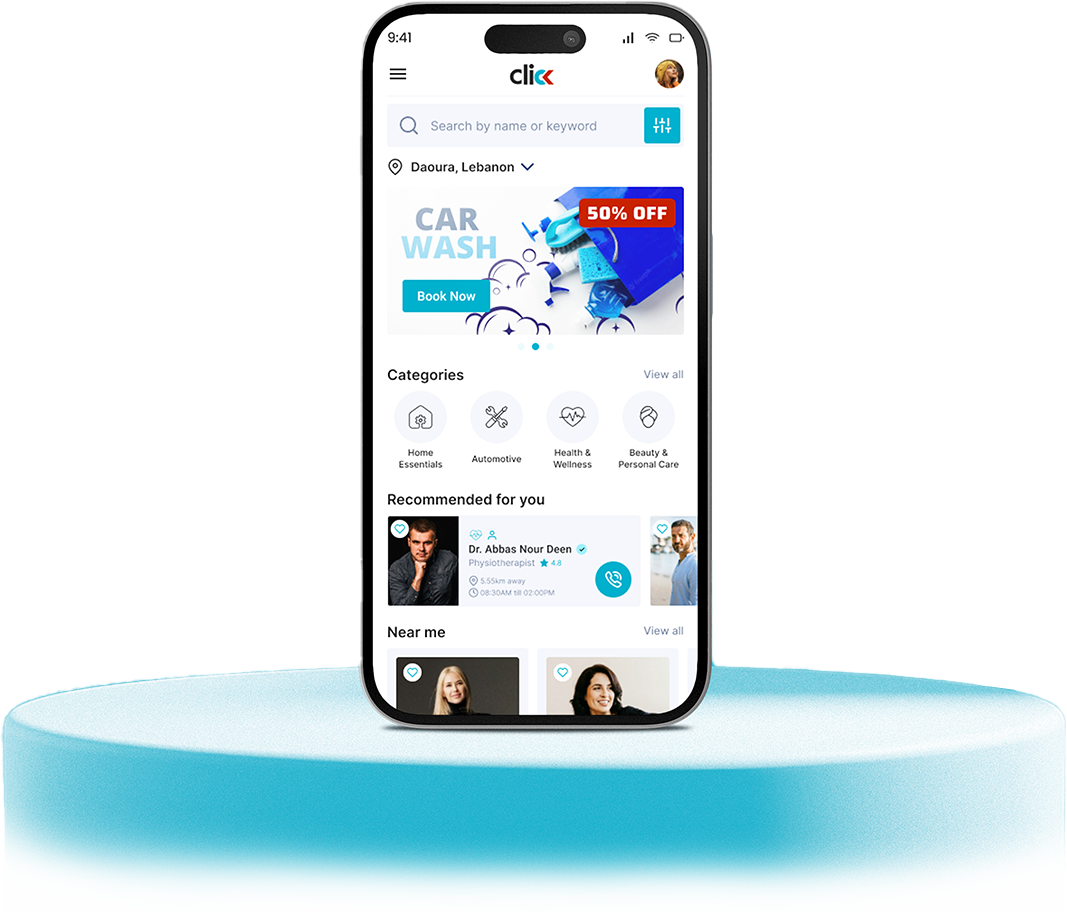 9:41
clicк
Search by name or keyword
Daoura, Lebanon
50% OFF
CAR
WASH
Book Now
Categories
View all
Home
Essentials
Automotive
Health &
Wellness
Beauty &
Personal Care
Recommended for you
Dr. Abbas Nour Deen
Physiotherapist
4.8
5.55km away
08:30AM till 02:00PM
Near me
View all